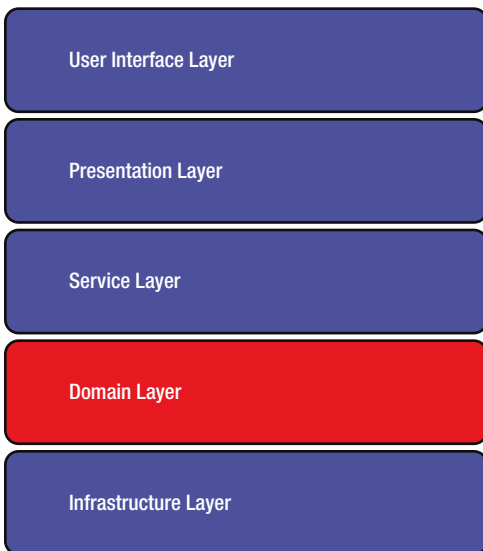 User Interface Layer
Presentation Layer
Service Layer
Domain Layer
Infrastructure Layer